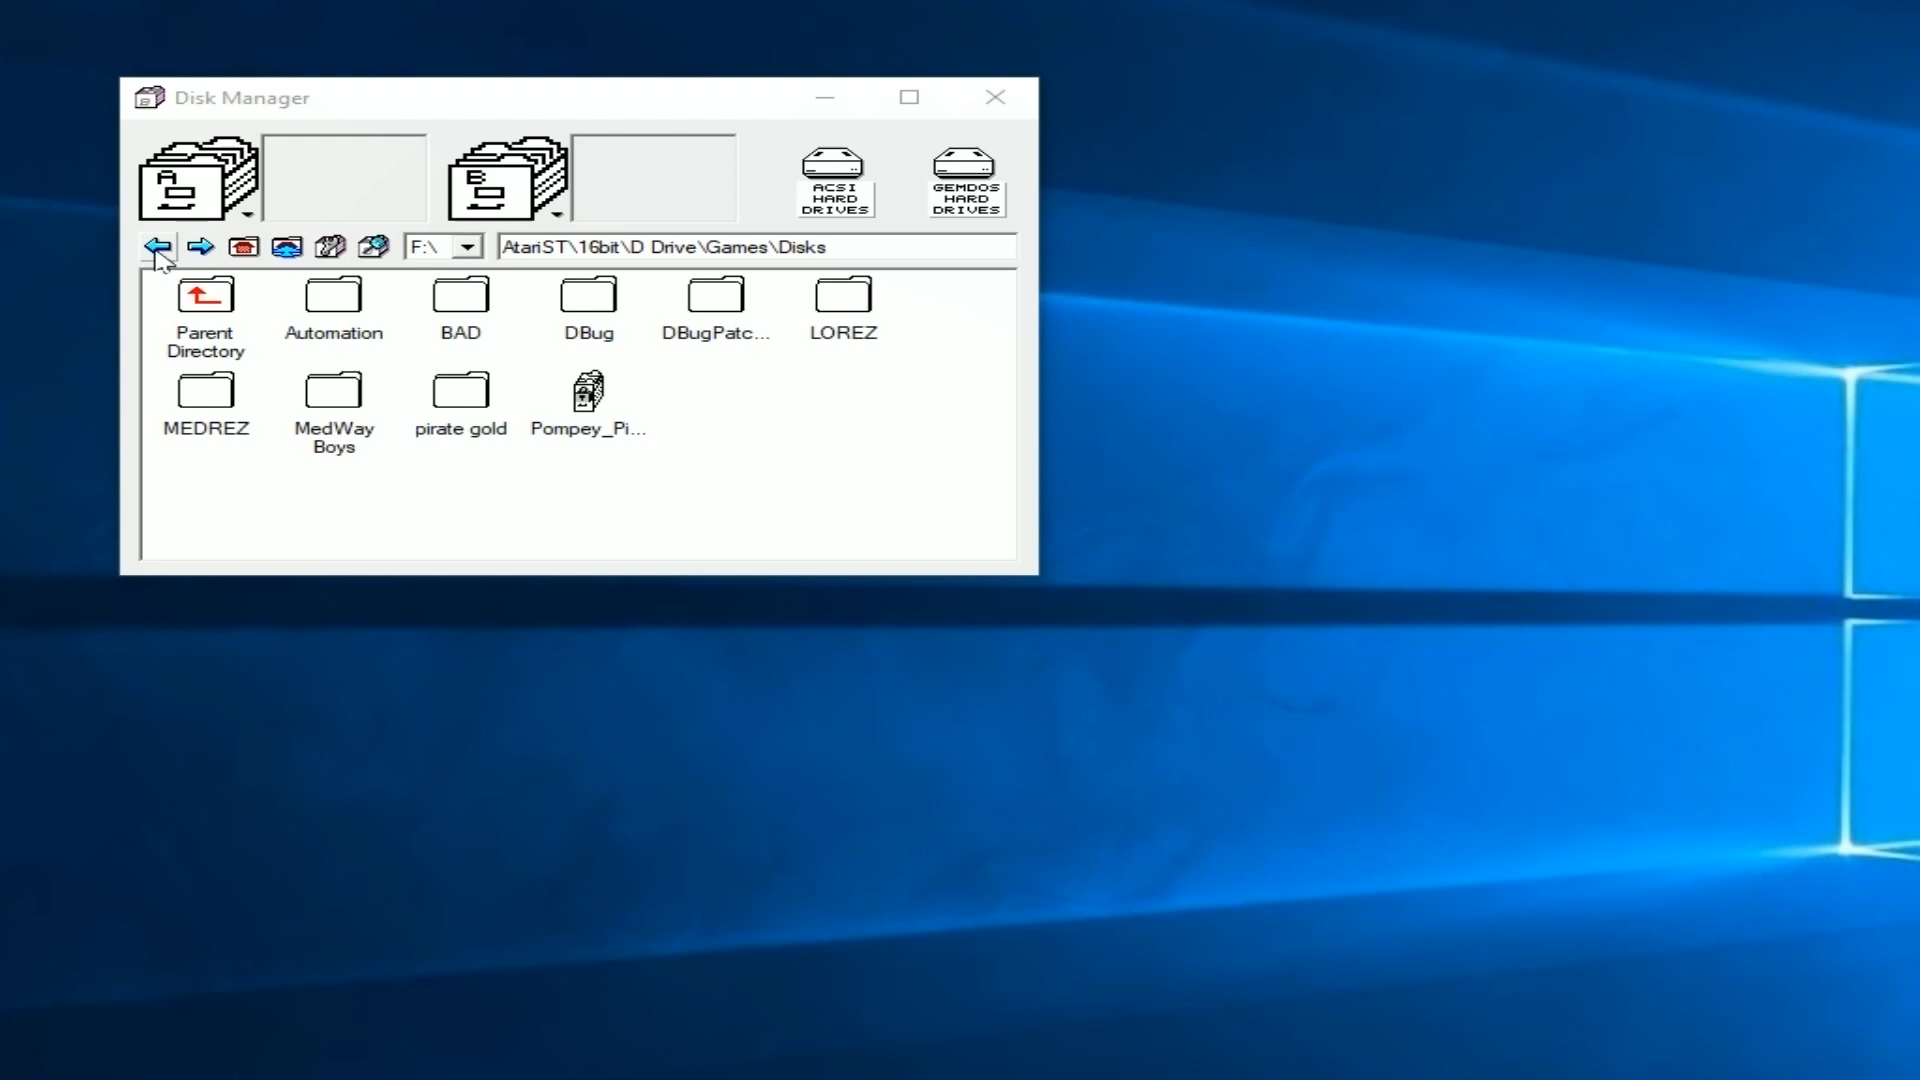 Disk Manager
A
B
ACSI
HARD
DRIVES
GEMDOS
HARD
DRIVES
F:\
AtariST\16bit\D Drive\Games\Disks
Parent
Directory
Automation
BAD
DBug
DBugPatc...
LOREZ
MEDREZ
MedWay
Boys
pirate gold
Pompey_Pi...